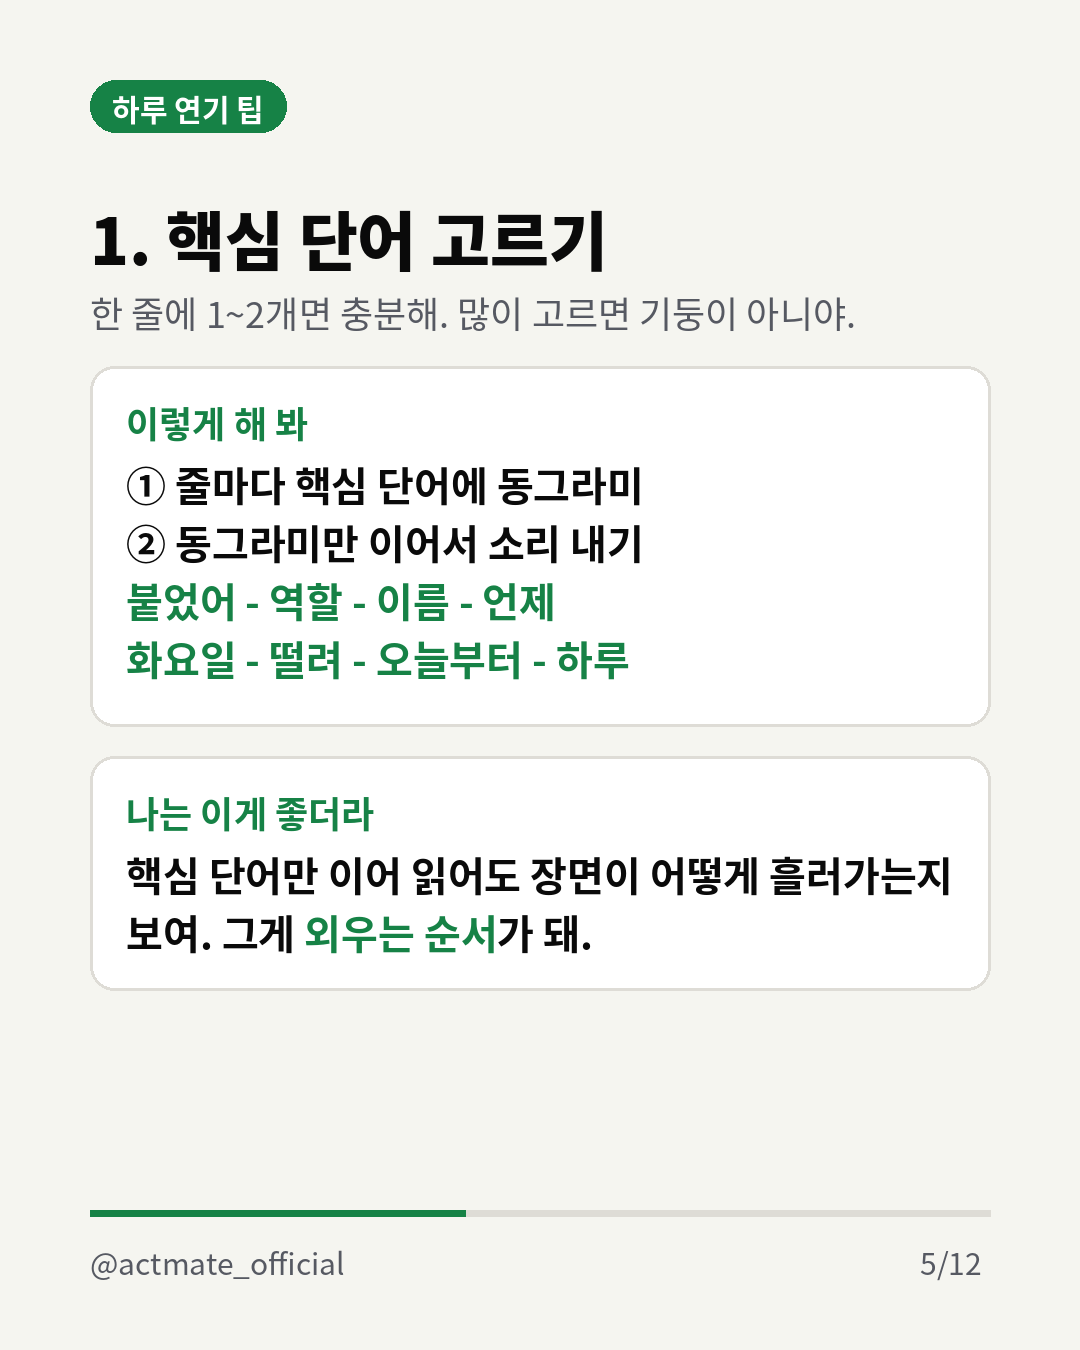 하루 연기 팁
1. 핵심 단어 고르기
한 줄에 1~2개면 충분해. 많이 고르면 기둥이 아니야.
이렇게 해 봐
① 줄마다 핵심 단어에 동그라미
② 동그라미만 이어서 소리 내기
붙었어 - 역할 - 이름 - 언제
화요일 - 떨려 - 오늘부터 - 하루
나는 이게 좋더라
핵심 단어만 이어 읽어도 장면이 어떻게 흘러가는지
보여. 그게 외우는 순서가 돼.
@actmate_official
5/12